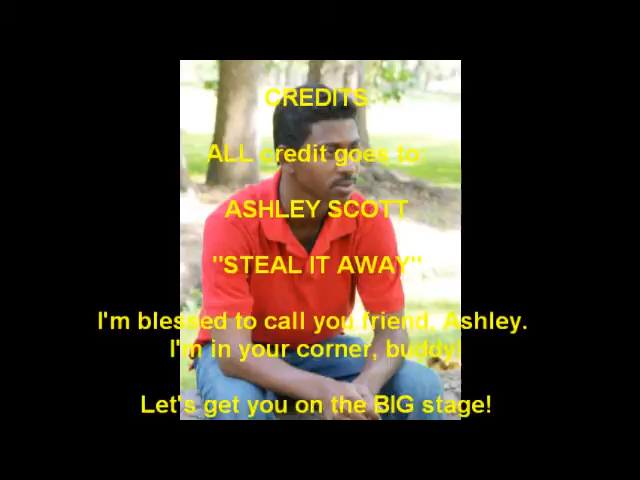 CREDITS
ALL credit goes to:
ASHLEY SCOTT
"STEAL IT AWAY"
I'm blessed to call you friend, Ashley.
I'm in your corner, buddy!
Let's get you on the BIG stage!